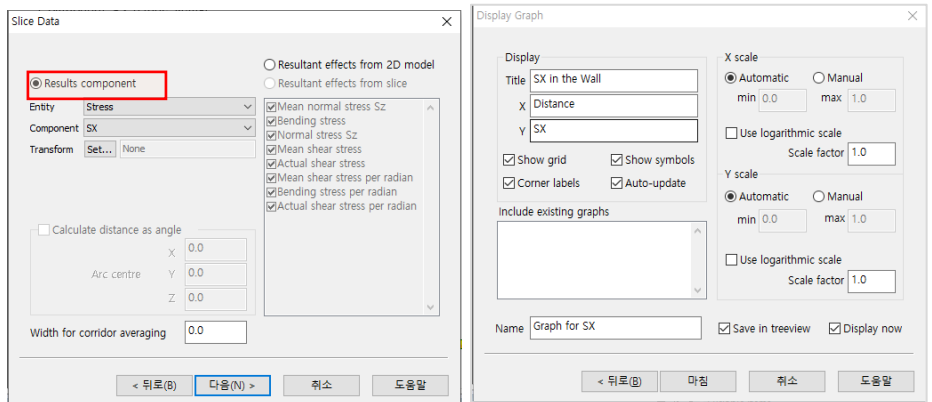 Slice Data
Results component
Resultant effects from 2D model
Resultant effects from slice
Entity Stress
Component SX
Transform Set... None
Mean normal stress Sz
Bending stress
Normal stress Sz
Mean shear stress
Actual shear stress
Mean shear stress per radian
Bending stress per radian
Actual shear stress per radian
Calculate distance as angle
X 0.0
Arc centre Y 0.0
Z 0.0
Width for corridor averaging 0.0
< 뒤로(B) 다음(N) > 취소 도움말
Display Graph
Display
Title SX in the Wall
X Distance
Y SX
Show grid Show symbols
Corner labels Auto-update
Include existing graphs
X scale
Automatic Manual
min 0.0 max 1.0
Use logarithmic scale
Scale factor 1.0
Y scale
Automatic Manual
min 0.0 max 1.0
Use logarithmic scale
Scale factor 1.0
Name Graph for SX Save in treeview Display now
< 뒤로(B) 마침 취소 도움말